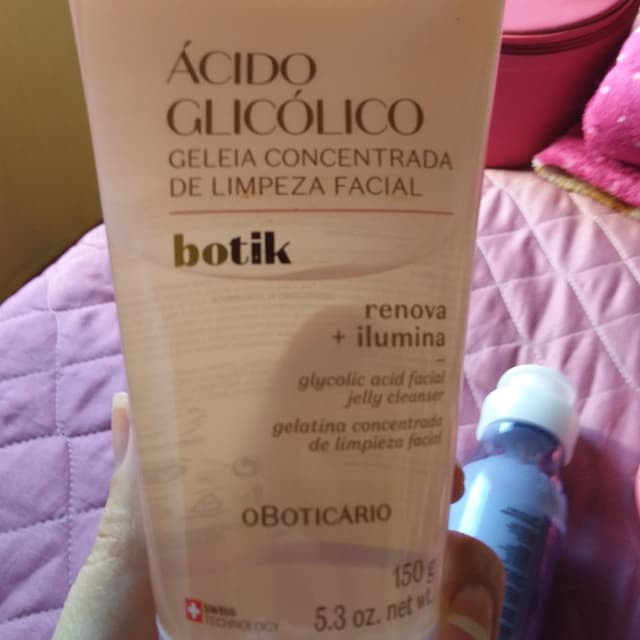 ÁCIDO
GLICÓLICO
GELEIA CONCENTRADA
DE LIMPEZA FACIAL
botik
renova
+ ilumina
glycolic acid facial
jelly cleanser
gelatina concentrada
de limpieza facial
oBOTICÁRIO
150 g
5.3 oz. net wt.
SWISS
TECHNOLOGY